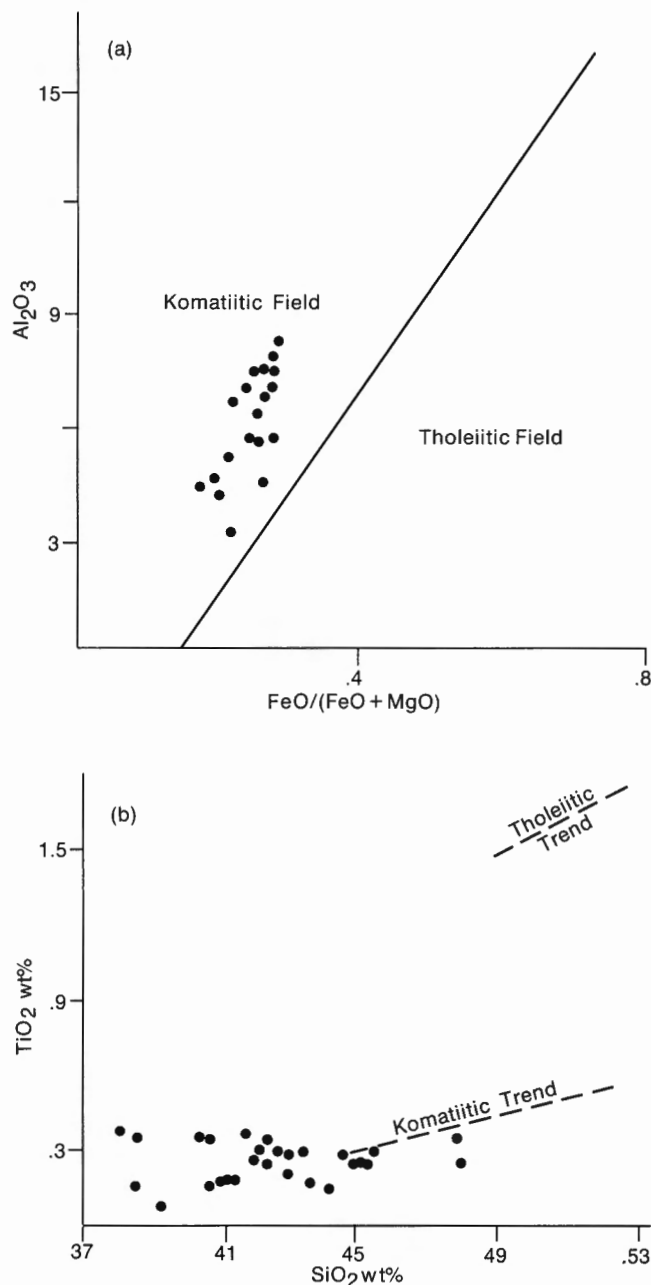 (a)
15
9
3
Al₂O₃
Komatiitic Field
Tholeiitic Field
.4
.8
FeO/(FeO + MgO)
(b)
1.5
.9
.3
TiO₂ wt%
Tholeiitic
Trend
Komatiitic Trend
37
41
45
49
.53
SiO₂ wt%